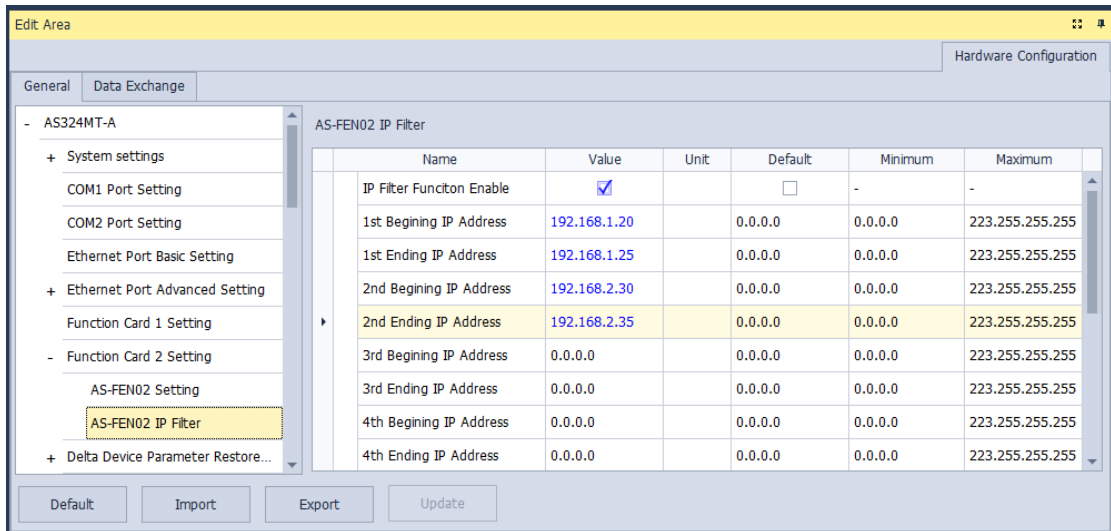 Edit Area
Hardware Configuration
General Data Exchange
- AS324MT-A
+ System settings
COM1 Port Setting
COM2 Port Setting
Ethernet Port Basic Setting
+ Ethernet Port Advanced Setting
Function Card 1 Setting
- Function Card 2 Setting
AS-FEN02 Setting
AS-FEN02 IP Filter
+ Delta Device Parameter Restore...
AS-FEN02 IP Filter
Name Value Unit Default Minimum Maximum
IP Filter Funciton Enable - -
1st Begining IP Address 192.168.1.20 0.0.0.0 0.0.0.0 223.255.255.255
1st Ending IP Address 192.168.1.25 0.0.0.0 0.0.0.0 223.255.255.255
2nd Begining IP Address 192.168.2.30 0.0.0.0 0.0.0.0 223.255.255.255
2nd Ending IP Address 192.168.2.35 0.0.0.0 0.0.0.0 223.255.255.255
3rd Begining IP Address 0.0.0.0 0.0.0.0 0.0.0.0 223.255.255.255
3rd Ending IP Address 0.0.0.0 0.0.0.0 0.0.0.0 223.255.255.255
4th Begining IP Address 0.0.0.0 0.0.0.0 0.0.0.0 223.255.255.255
4th Ending IP Address 0.0.0.0 0.0.0.0 0.0.0.0 223.255.255.255
Default Import Export Update